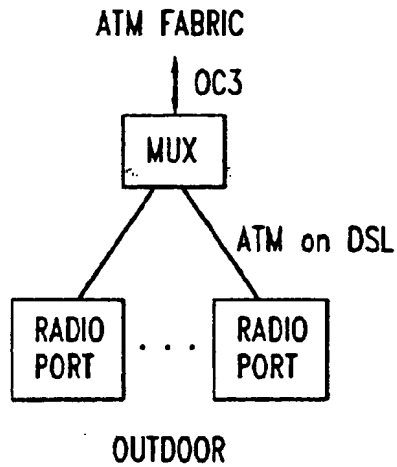 ATM FABRIC
OC3
MUX
ATM on DSL
RADIO PORT
. . .
RADIO PORT
OUTDOOR